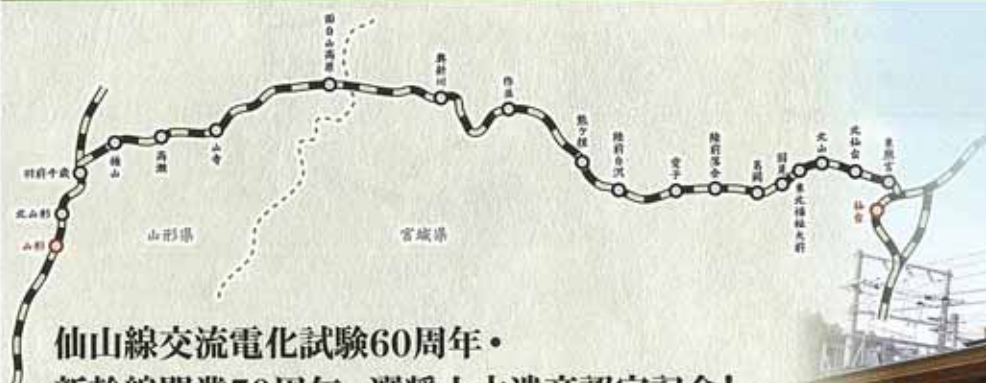 面白山高原
奥新川
作並
熊ヶ根
陸前白沢
愛子
陸前落合
葛岡
国見
東北福祉大前
北山
北仙台
東照宮
仙台
山寺
高瀬
楯山
羽前千歳
北山形
山形
山形県
宮城県
仙山線交流電化試験60周年・